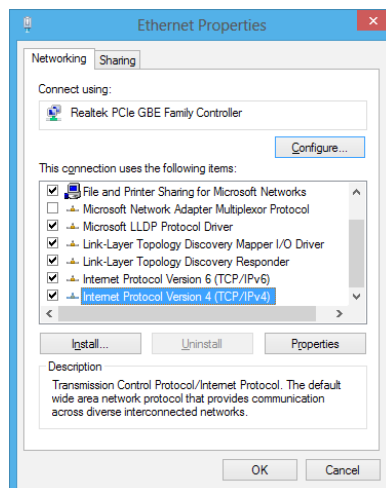 Ethernet Properties
Networking
Sharing
Connect using:
Realtek PCIe GBE Family Controller
Configure...
This connection uses the following items:
File and Printer Sharing for Microsoft Networks
Microsoft Network Adapter Multiplexor Protocol
Microsoft LLDP Protocol Driver
Link-Layer Topology Discovery Mapper I/O Driver
Link-Layer Topology Discovery Responder
Internet Protocol Version 6 (TCP/IPv6)
Internet Protocol Version 4 (TCP/IPv4)
Install...
Uninstall
Properties
Description
Transmission Control Protocol/Internet Protocol. The default
wide area network protocol that provides communication
across diverse interconnected networks.
OK
Cancel